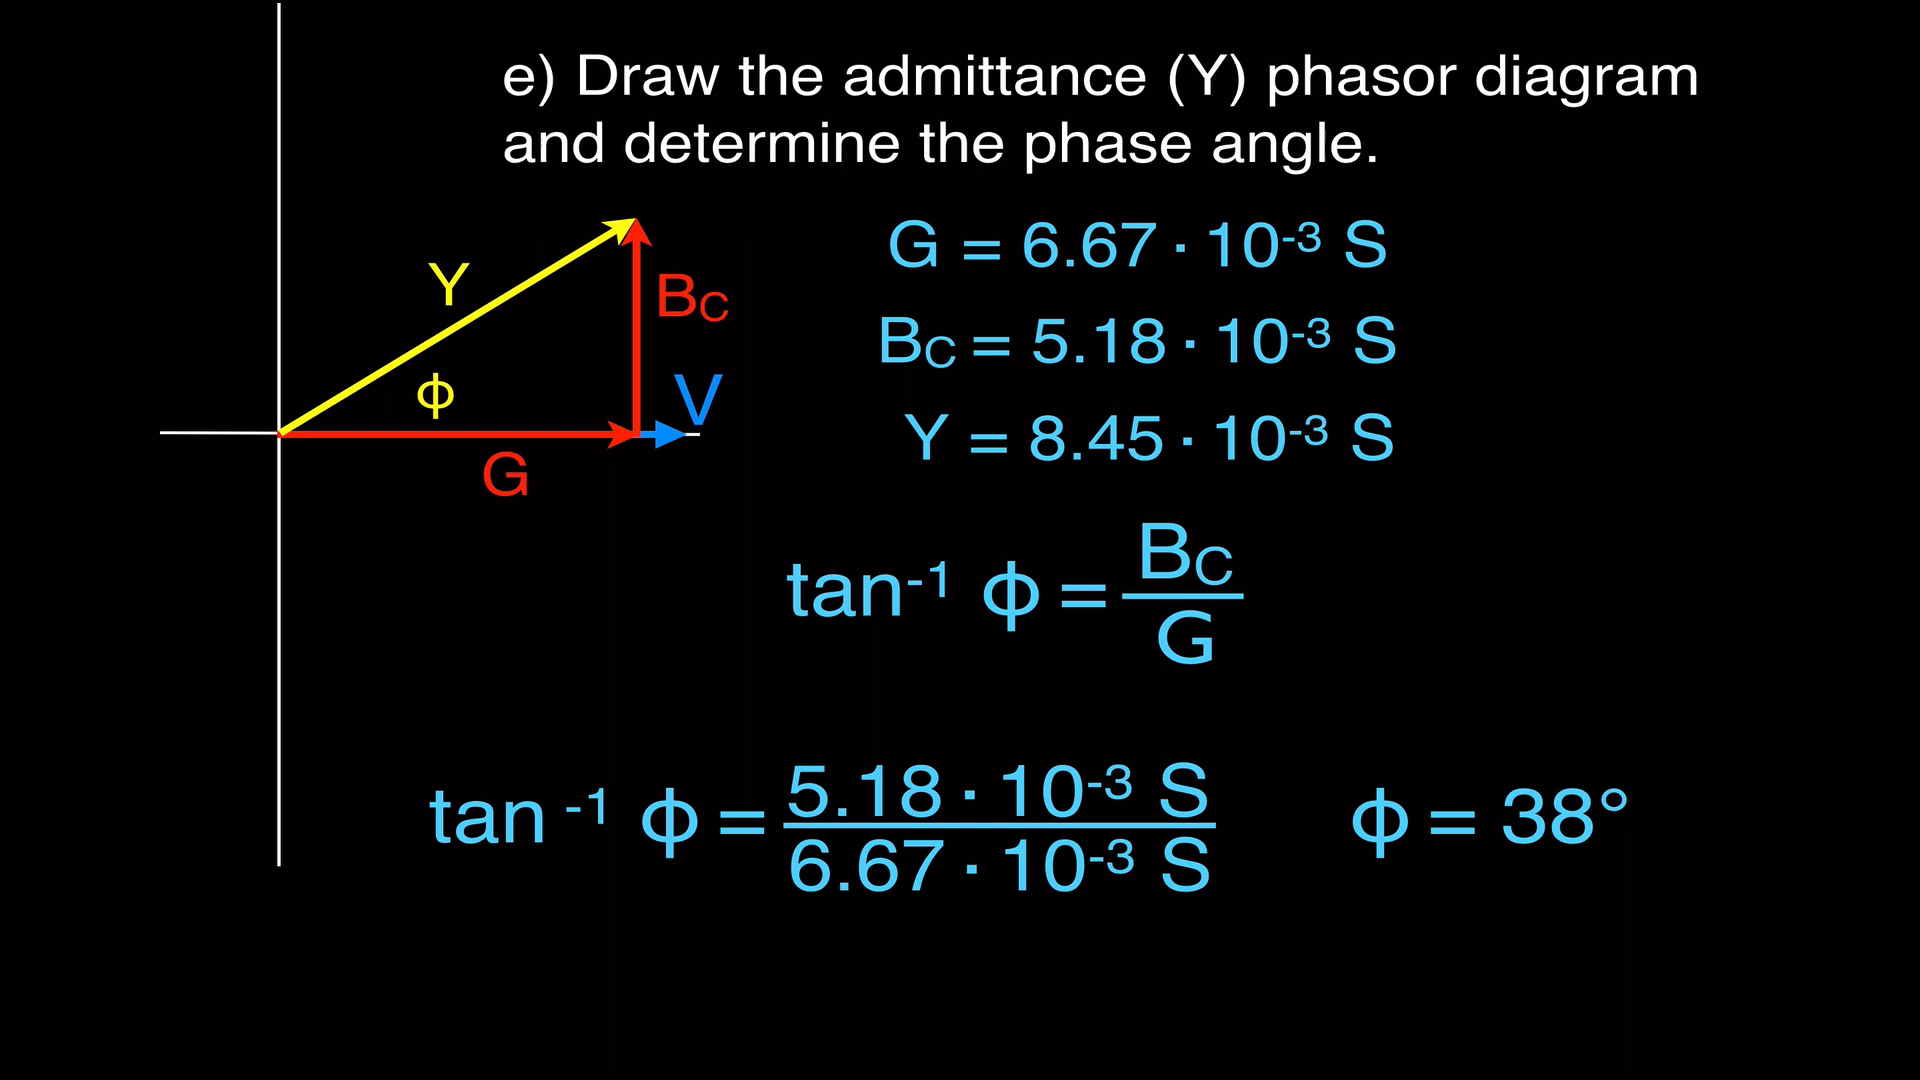 e) Draw the admittance (Y) phasor diagram
and determine the phase angle.
Y
ϕ
BC
V
G
G = 6.67 · 10-3 S
BC = 5.18 · 10-3 S
Y = 8.45 · 10-3 S
tan-1 ϕ = BC
G
tan -1 ϕ = 5.18 · 10-3 S
6.67 · 10-3 S
ϕ = 38°